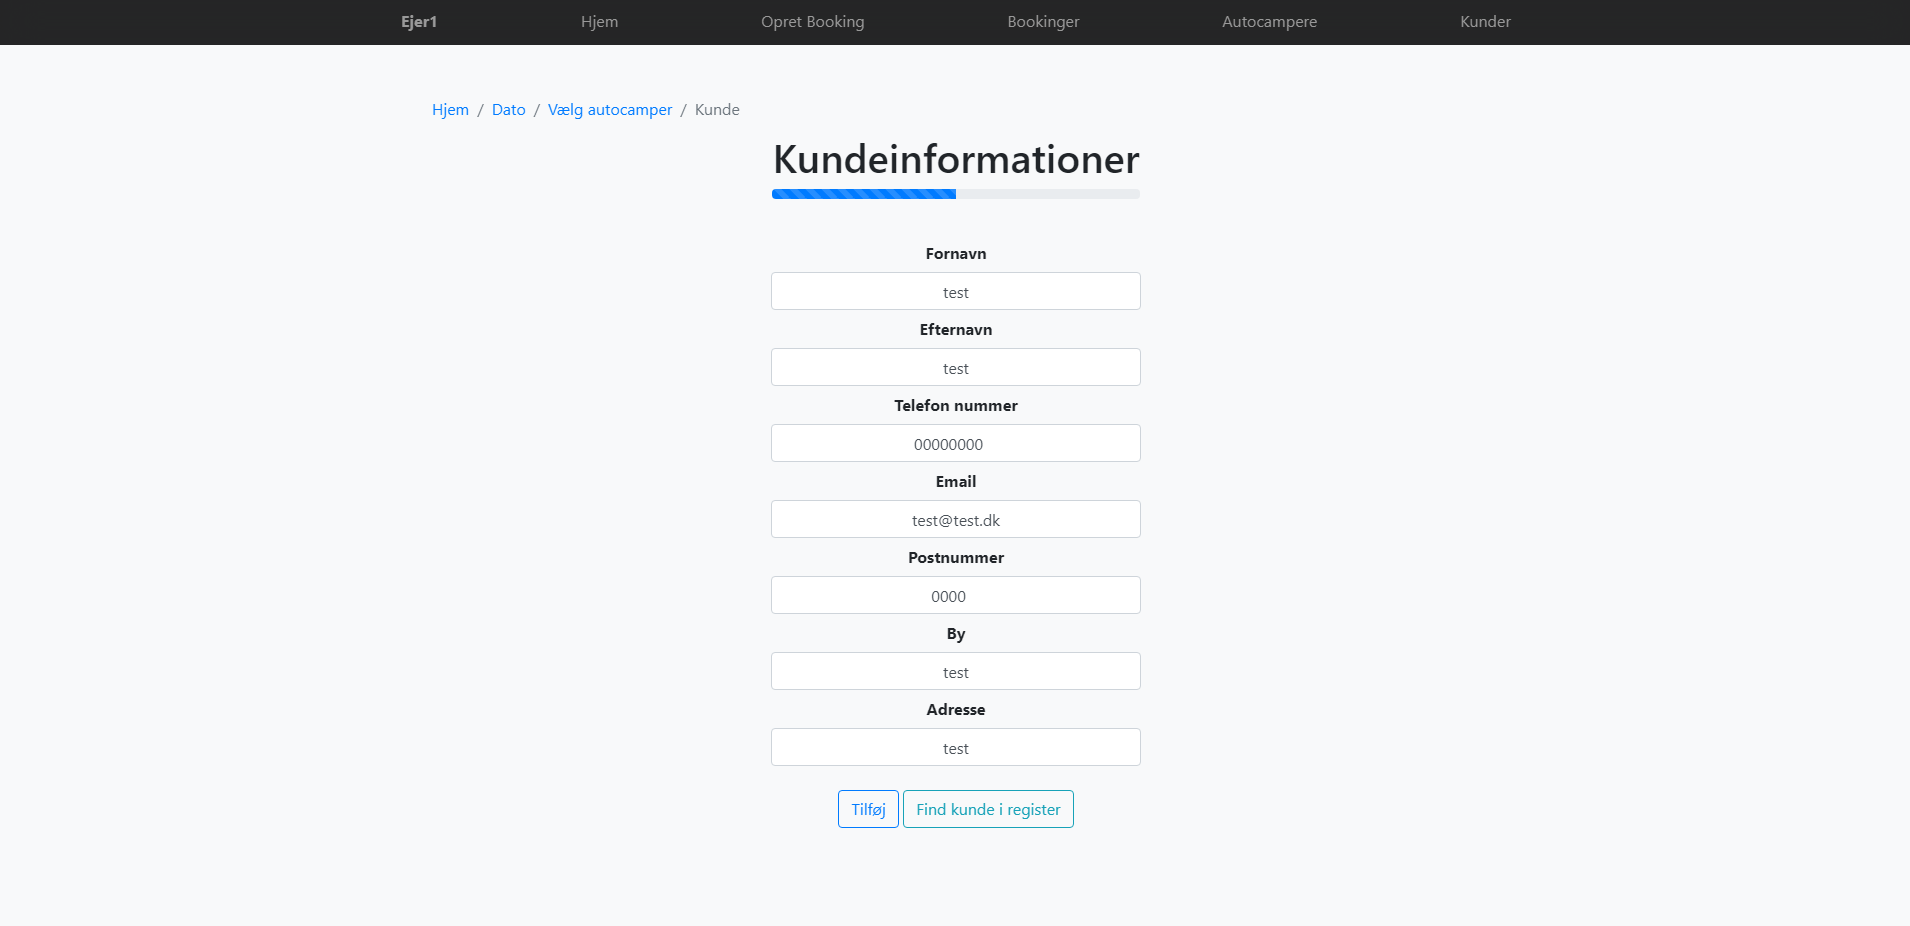 Ejer1 Hjem Opret Booking Bookinger Autocampere Kunder
Hjem / Dato / Vælg autocamper / Kunde
Kundeinformationer
Fornavn
test
Efternavn
test
Telefon nummer
00000000
Email
test@test.dk
Postnummer
0000
By
test
Adresse
test
Tilføj Find kunde i register